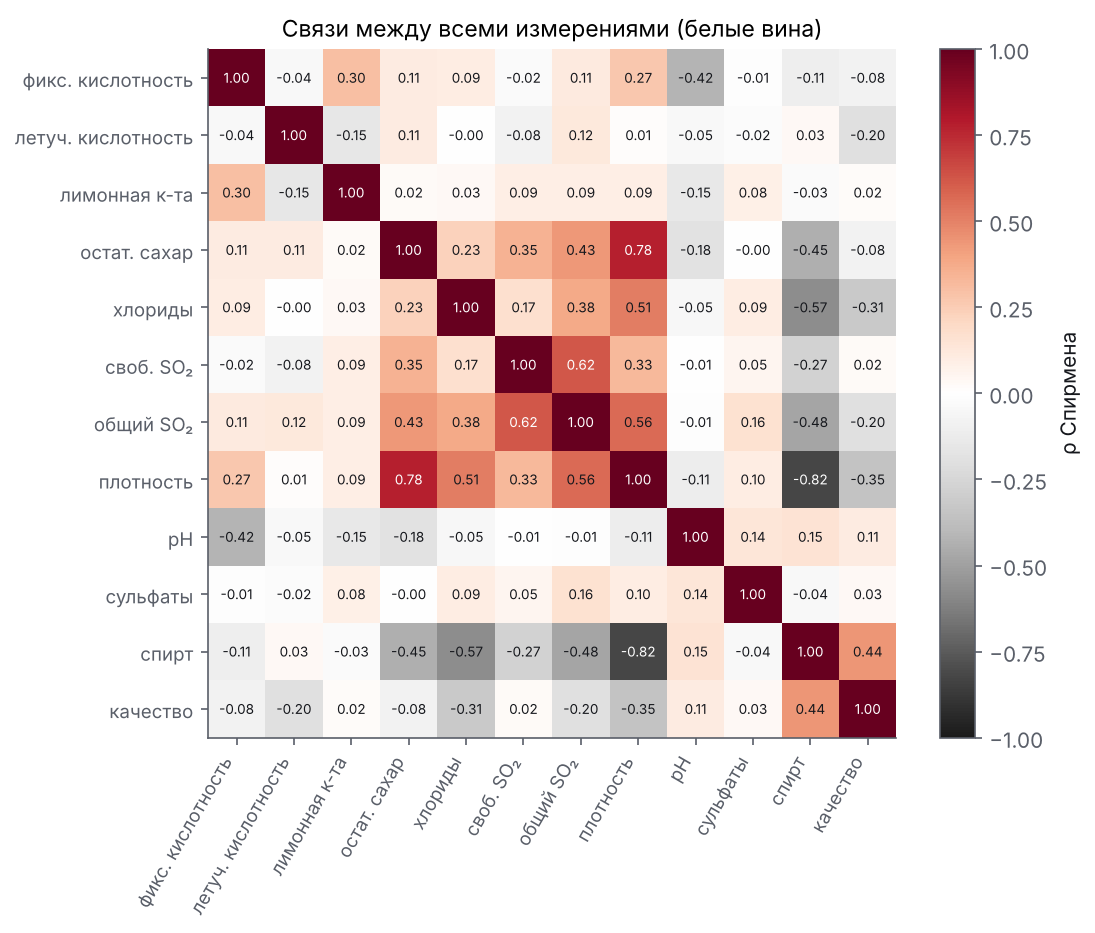 Связи между всеми измерениями (белые вина)
фикс. кислотность 1.00 -0.04 0.30 0.11 0.09 -0.02 0.11 0.27 -0.42 -0.01 -0.11 -0.08
летуч. кислотность -0.04 1.00 -0.15 0.11 -0.00 -0.08 0.12 0.01 -0.05 -0.02 0.03 -0.20
лимонная к-та 0.30 -0.15 1.00 0.02 0.03 0.09 0.09 0.09 -0.15 0.08 -0.03 0.02
остат. сахар 0.11 0.11 0.02 1.00 0.23 0.35 0.43 0.78 -0.18 -0.00 -0.45 -0.08
хлориды 0.09 -0.00 0.03 0.23 1.00 0.17 0.38 0.51 -0.05 0.09 -0.57 -0.31
своб. SO₂ -0.02 -0.08 0.09 0.35 0.17 1.00 0.62 0.33 -0.01 0.05 -0.27 0.02
общий SO₂ 0.11 0.12 0.09 0.43 0.38 0.62 1.00 0.56 -0.01 0.16 -0.48 -0.20
плотность 0.27 0.01 0.09 0.78 0.51 0.33 0.56 1.00 -0.11 0.10 -0.82 -0.35
pH -0.42 -0.05 -0.15 -0.18 -0.05 -0.01 -0.01 -0.11 1.00 0.14 0.15 0.11
сульфаты -0.01 -0.02 0.08 -0.00 0.09 0.05 0.16 0.10 0.14 1.00 -0.04 0.03
спирт -0.11 0.03 -0.03 -0.45 -0.57 -0.27 -0.48 -0.82 0.15 -0.04 1.00 0.44
качество -0.08 -0.20 0.02 -0.08 -0.31 0.02 -0.20 -0.35 0.11 0.03 0.44 1.00
фикс. кислотность
летуч. кислотность
лимонная к-та
остат. сахар
хлориды
своб. SO₂
общий SO₂
плотность
pH
сульфаты
спирт
качество
1.00
0.75
0.50
0.25
0.00
−0.25
−0.50
−0.75
−1.00
ρ Спирмена